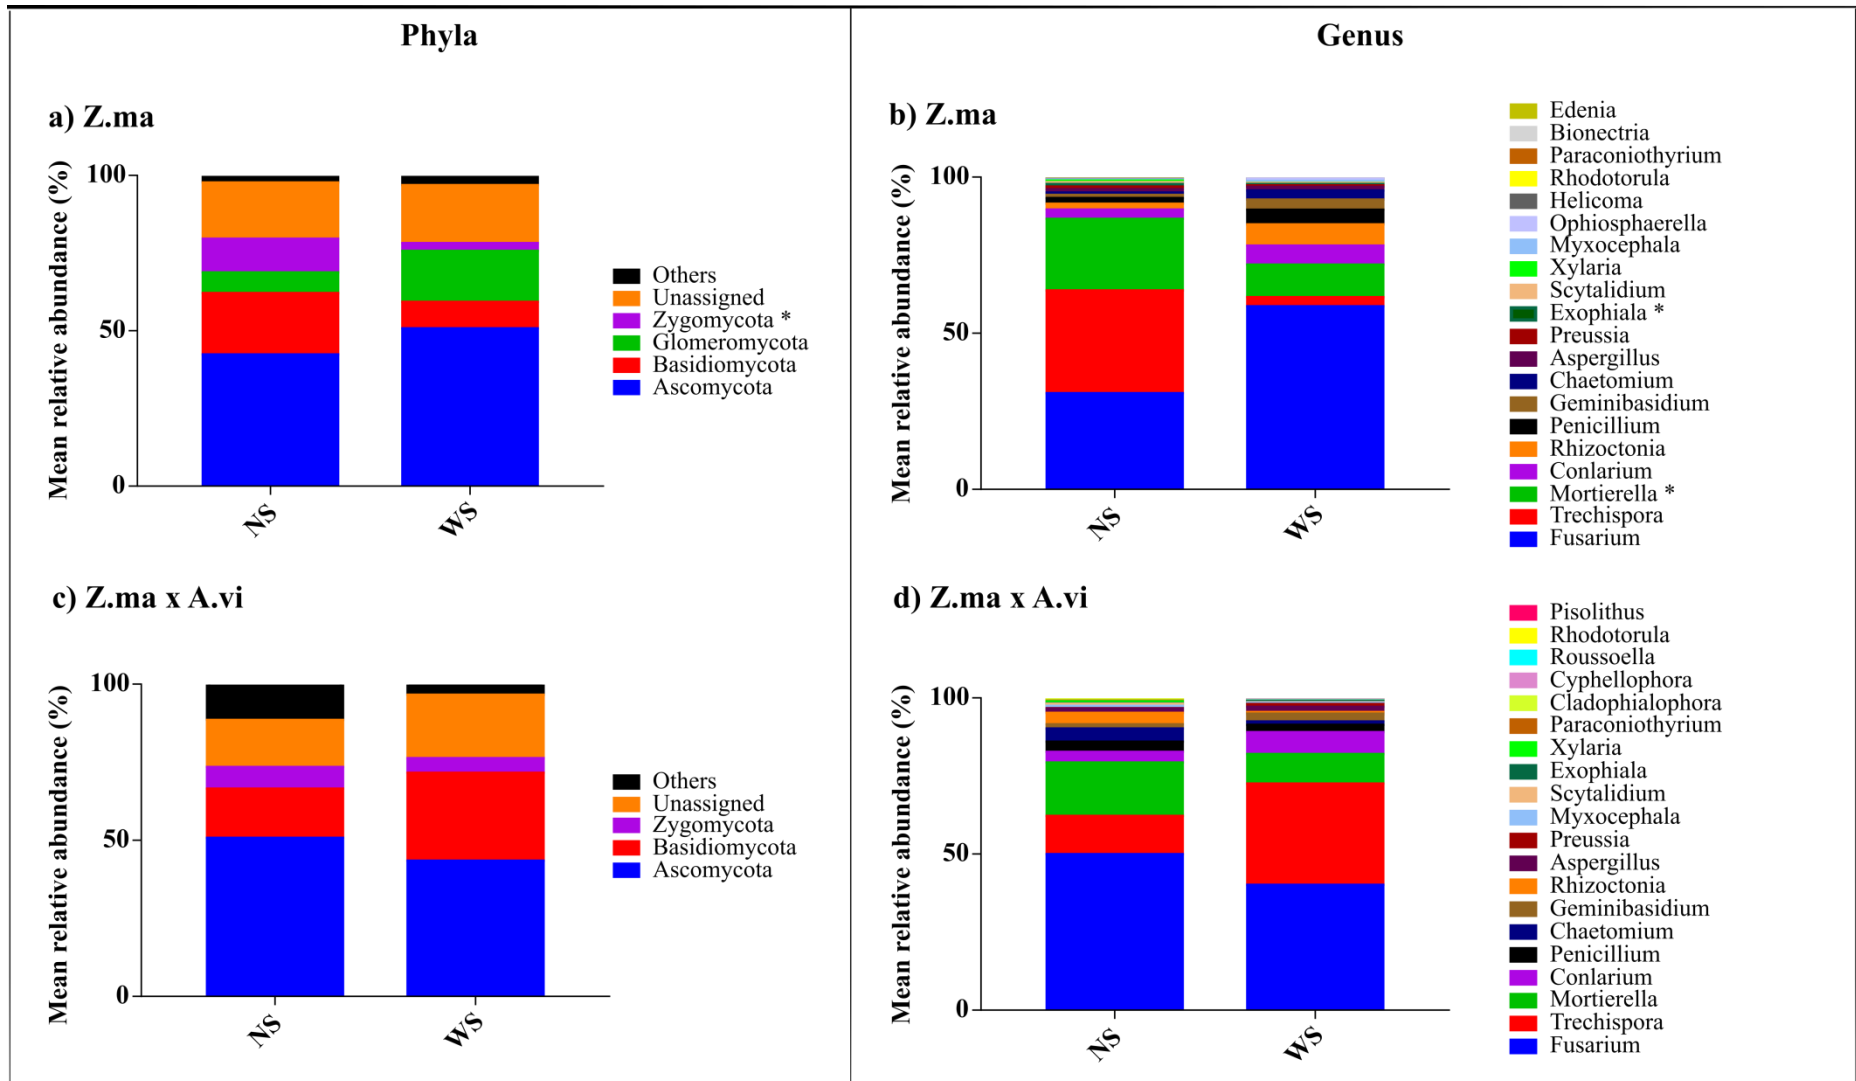 Phyla
Genus
a) Z.ma
Mean relative abundance (%)
100
50
0
NS
WS
Others
Unassigned
Zygomycota *
Glomeromycota
Basidiomycota
Ascomycota
b) Z.ma
Mean relative abundance (%)
100
50
0
NS
WS
Edenia
Bionectria
Paraconiothyrium
Rhodotorula
Helicoma
Ophiosphaerella
Myxocephala
Xylaria
Scytalidium
Exophiala *
Preussia
Aspergillus
Chaetomium
Geminibasidium
Penicillium
Rhizoctonia
Conlarium
Mortierella *
Trechispora
Fusarium
c) Z.ma x A.vi
Mean relative abundance (%)
100
50
0
NS
WS
Others
Unassigned
Zygomycota
Basidiomycota
Ascomycota
d) Z.ma x A.vi
Mean relative abundance (%)
100
50
0
NS
WS
Pisolithus
Rhodotorula
Roussoella
Cyphellophora
Cladophialophora
Paraconiothyrium
Xylaria
Exophiala
Scytalidium
Myxocephala
Preussia
Aspergillus
Rhizoctonia
Geminibasidium
Chaetomium
Penicillium
Conlarium
Mortierella
Trechispora
Fusarium